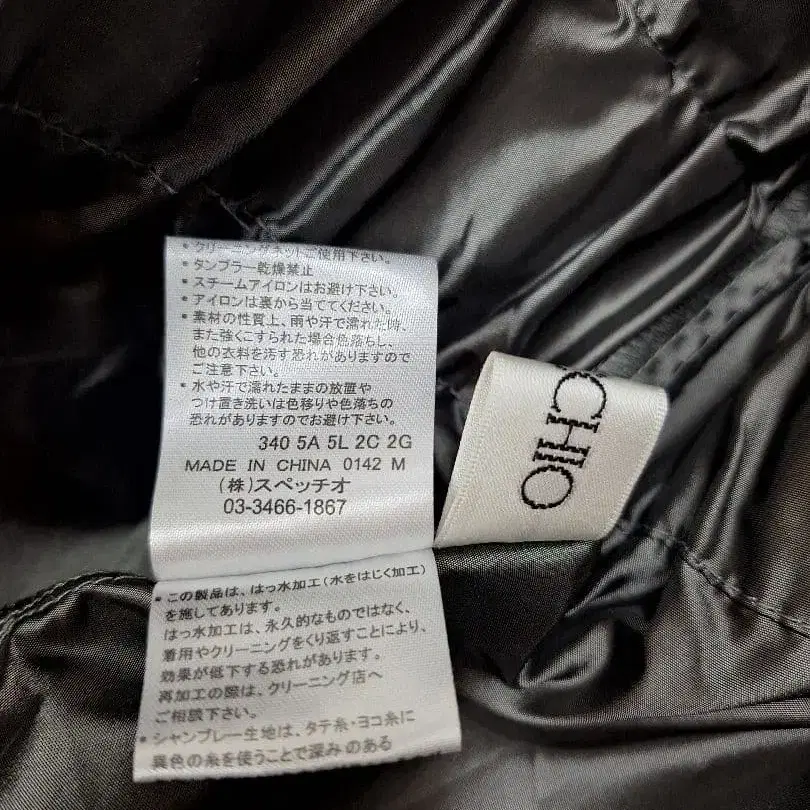 ・クリーニングネットご使用下さい。
・タンブラー乾燥禁止
・スチームアイロンはお避け下さい。
・アイロンは裏から当ててください。
・素材の性質上、雨や汗で濡れた時、
また強くこすられた場合色落ちし、
他の衣料を汚す恐れがありますので
ご注意下さい。
・水や汗で濡れたままの放置や
つけ置き洗いは色移りや色落ちの
恐れがありますのでお避け下さい。
340 5A 5L 2C 2G
MADE IN CHINA 0142 M
(株)スペッチオ
03-3466-1867
CCHIO
・この製品は、はっ水加工(水をはじく加工)
を施してあります。
はっ水加工は、永久的なものではなく、
着用やクリーニングをくり返すことにより、
効果が低下する恐れがあります。
再加工の際は、クリーニング店へ
ご相談下さい。
・シャンブレー生地は、タテ糸・ヨコ糸に
異色の糸を使うことで深みのある